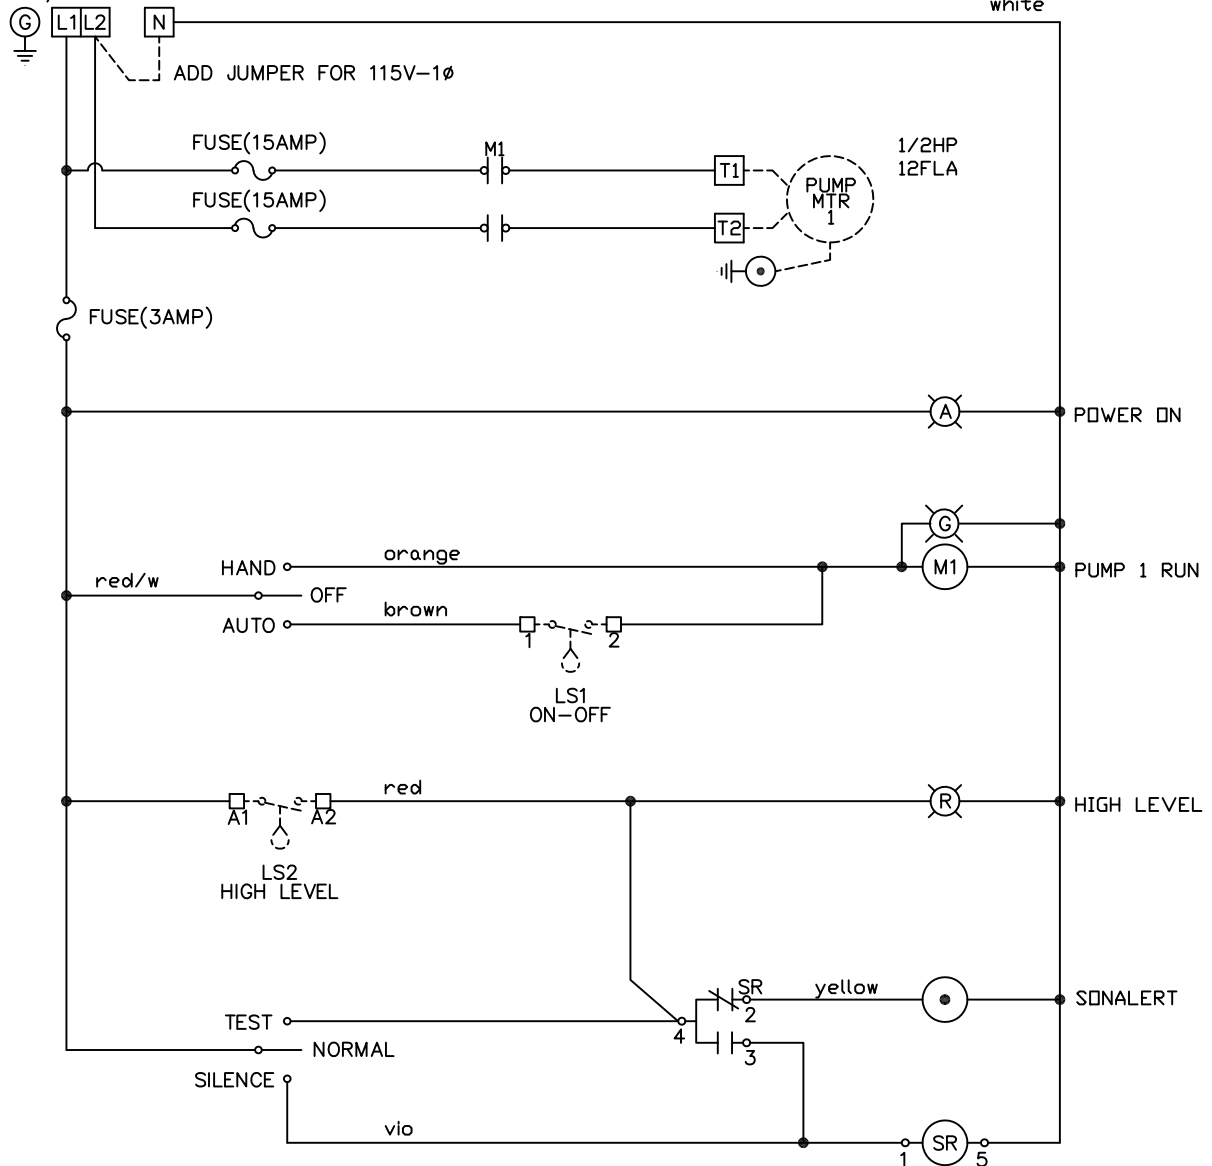 white
G L1 L2 N
ADD JUMPER FOR 115V-1ø
FUSE(15AMP)
M1
T1
1/2HP
12FLA
PUMP
MTR
1
FUSE(15AMP)
T2
FUSE(3AMP)
A
POWER ON
G
HAND
orange
M1
PUMP 1 RUN
red/w
OFF
AUTO
brown
1
2
LS1
ON-OFF
red
A1
A2
R
HIGH LEVEL
LS2
HIGH LEVEL
SR
yellow
SONALERT
2
TEST
4
NORMAL
3
SILENCE
vio
SR
1
5